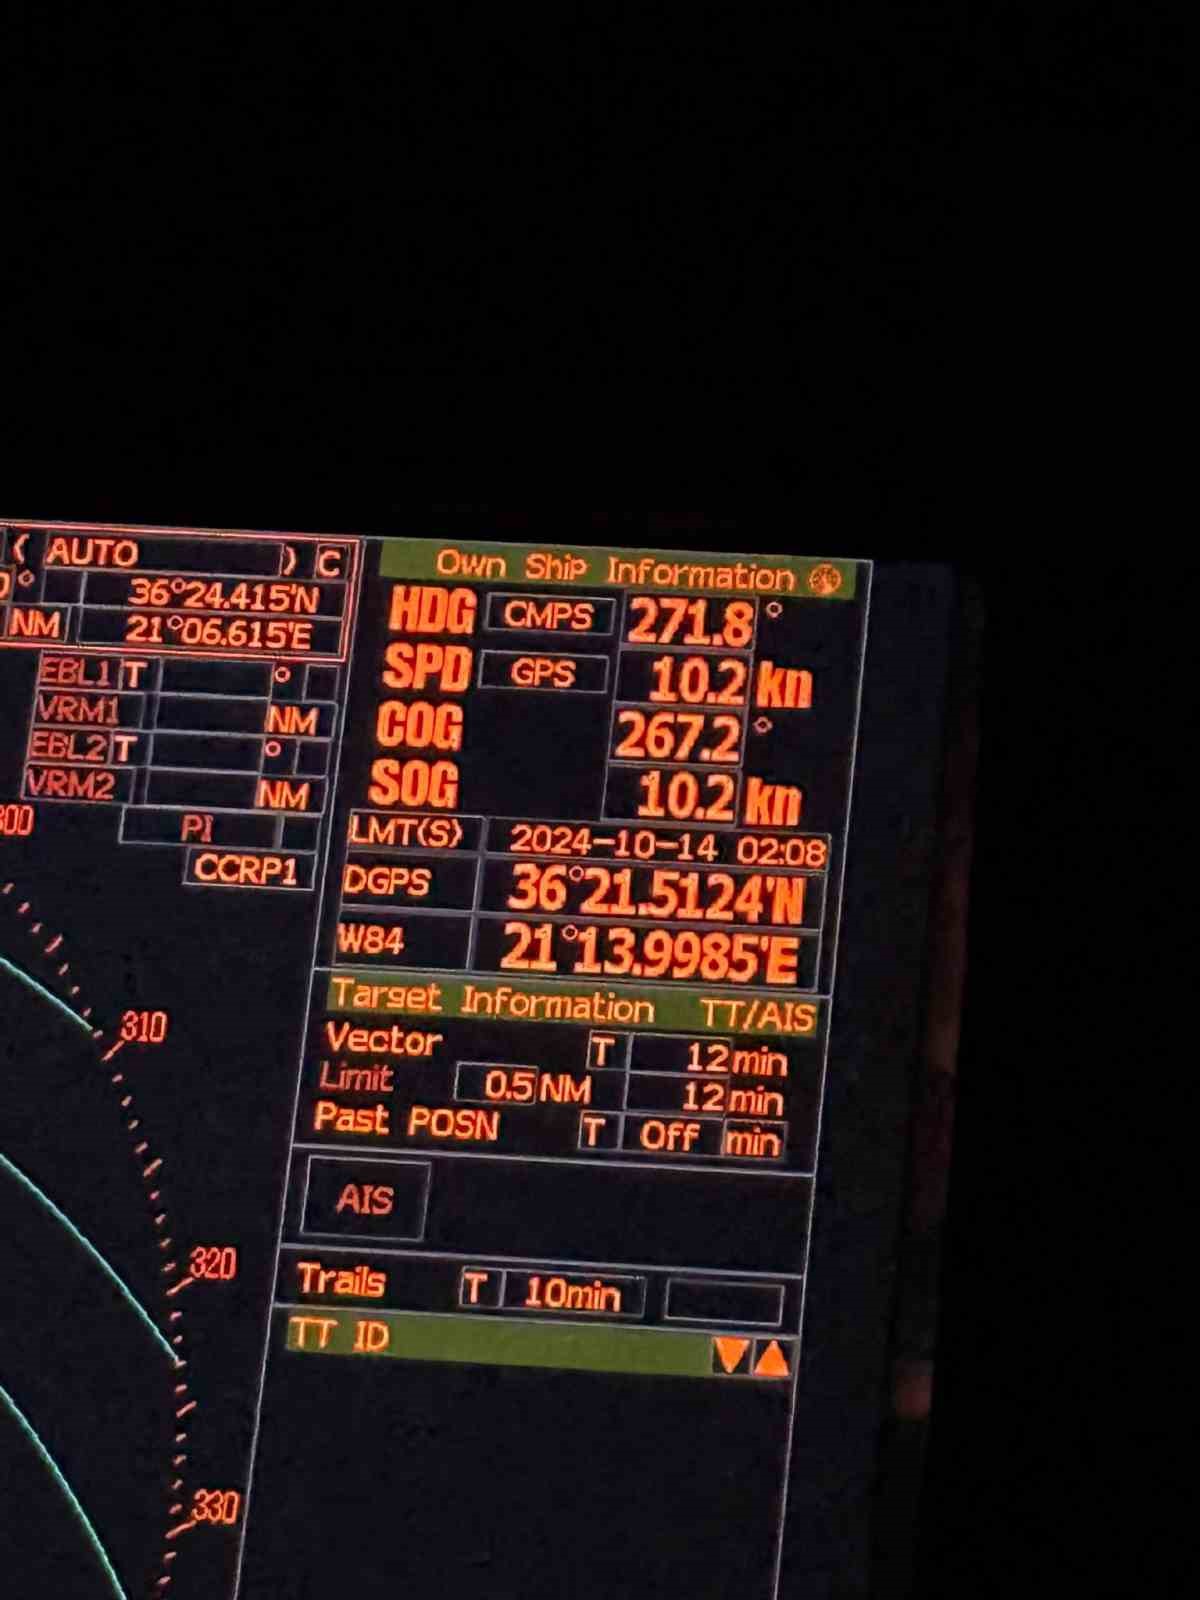 ( AUTO ) C
0° 36°24.415'N
NM 21°06.615'E
EBL1 T °
VRM1 NM
EBL2 T °
VRM2 NM
PI
CCRP1
Own Ship Information
HDG CMPS 271.8 °
SPD GPS 10.2 kn
COG 267.2 °
SOG 10.2 kn
LMT(S) 2024-10-14 02:08
DGPS 36°21.5124'N
W84 21°13.9985'E
Target Information TT/AIS
Vector T 12 min
Limit 0.5 NM 12 min
Past POSN T Off min
AIS
Trails T 10min
TT ID
310
320
330